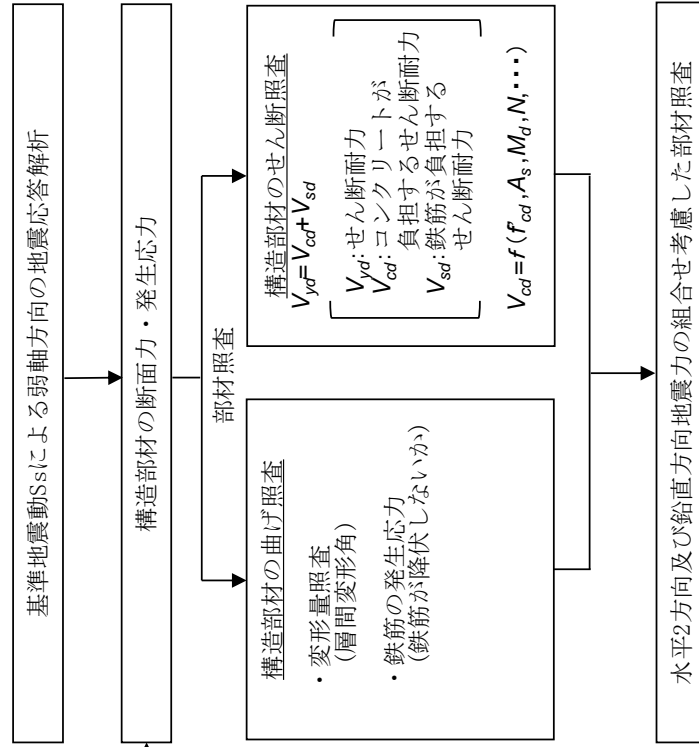 基準地震動Ssによる弱軸方向の地震応答解析
構造部材の断面力・発生応力
部材照査
構造部材の曲げ照査
・変形量照査
(層間変形角)
・鉄筋の発生応力
(鉄筋が降伏しないか)
構造部材のせん断照査
Vyd=Vcd+Vsd
Vyd:せん断耐力
Vcd:コンクリートが
負担するせん断耐力
Vsd:鉄筋が負担する
せん断耐力
Vcd=f(f'cd,As,Md,N,・・・)
水平2方向及び鉛直方向地震力の組合せ考慮した部材照査